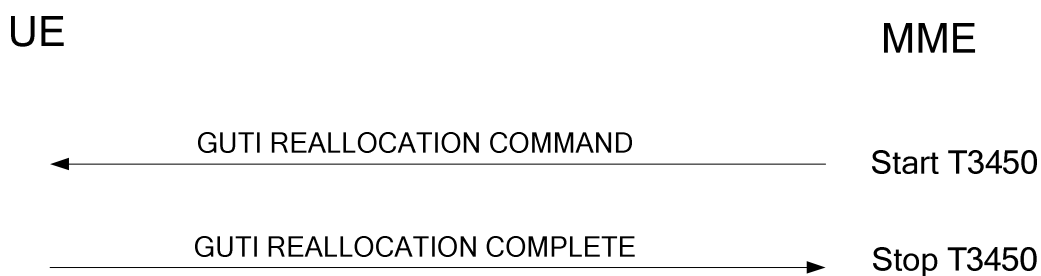 UE
MME
GUTI REALLOCATION COMMAND
Start T3450
GUTI REALLOCATION COMPLETE
Stop T3450